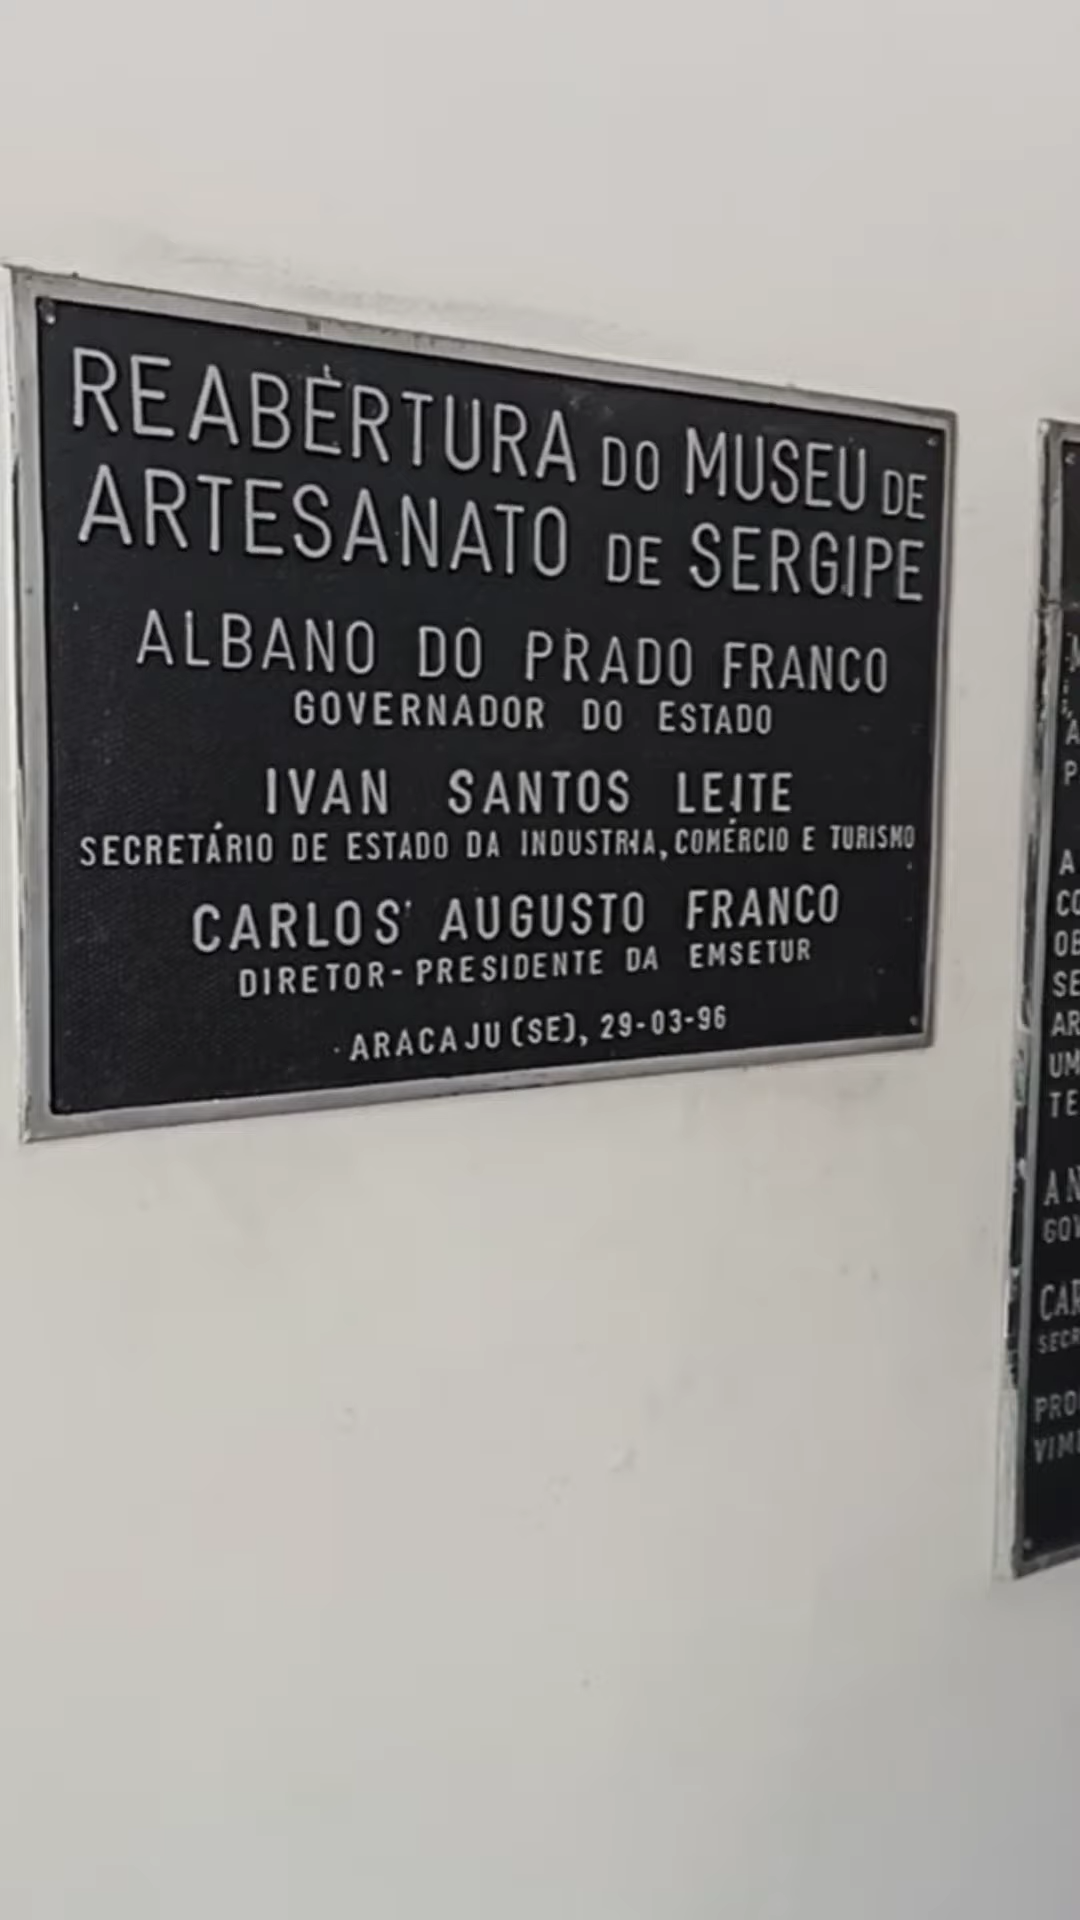 REABERTURA DO MUSEU DE
ARTESANATO DE SERGIPE
ALBANO DO PRADO FRANCO
GOVERNADOR DO ESTADO
IVAN SANTOS LEITE
SECRETÁRIO DE ESTADO DA INDUSTRIA, COMÉRCIO E TURISMO
CARLOS AUGUSTO FRANCO
DIRETOR-PRESIDENTE DA EMSETUR
ARACAJU (SE), 29-03-96